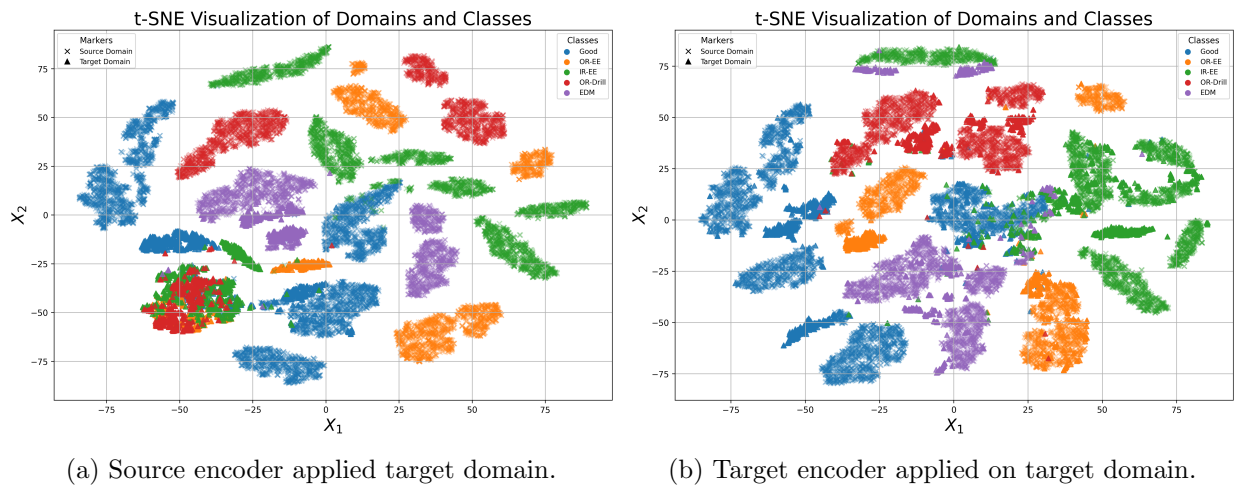 t-SNE Visualization of Domains and Classes
Markers
Source Domain
Target Domain
Classes
Good
OR-EE
IR-EE
OR-Drill
EDM
75
50
25
0
−25
−50
−75
X2
−75 −50 −25 0 25 50 75
X1
t-SNE Visualization of Domains and Classes
Markers
Source Domain
Target Domain
Classes
Good
OR-EE
IR-EE
OR-Drill
EDM
75
50
25
0
−25
−50
−75
X2
−75 −50 −25 0 25 50 75
X1
(a) Source encoder applied target domain.
(b) Target encoder applied on target domain.